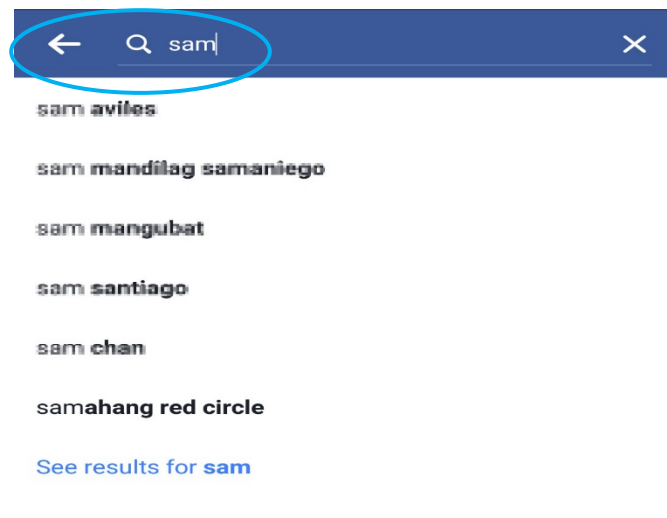 sam
sam aviles
sam mandilag samaniego
sam mangubat
sam santiago
sam chan
samahang red circle
See results for sam